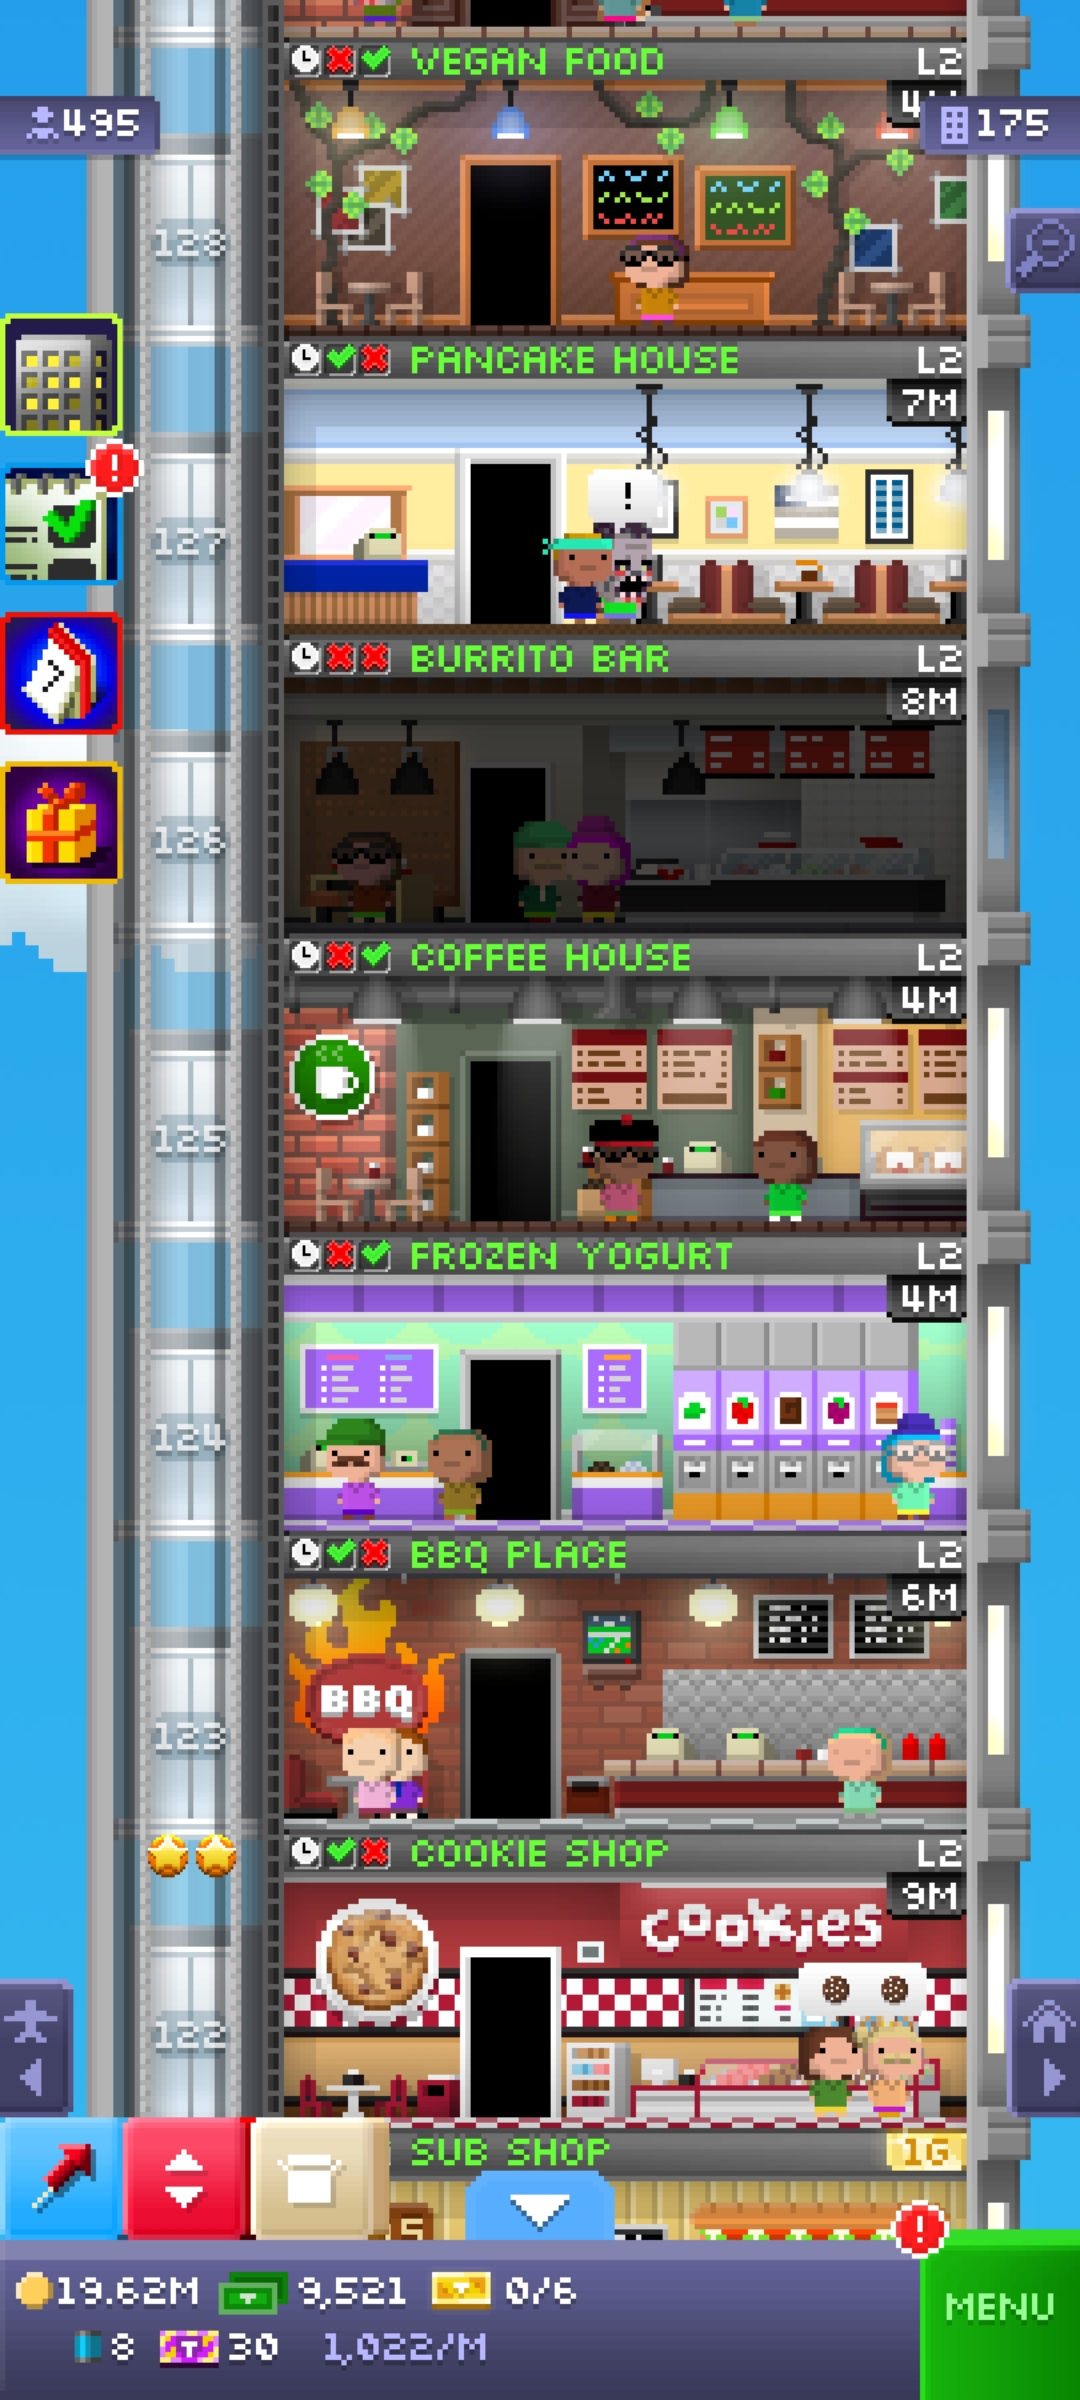 VEGAN FOOD L2
495
175
128
PANCAKE HOUSE L2
7M
!
!
127
BURRITO BAR L2
8M
126
COFFEE HOUSE L2
4M
125
FROZEN YOGURT L2
4M
124
BBQ PLACE L2
6M
BBQ
123
COOKIE SHOP L2
9M
cookies
122
SUB SHOP 1G
!
19.62M 9,521 0/6
8 T 30 1,022/M
MENU